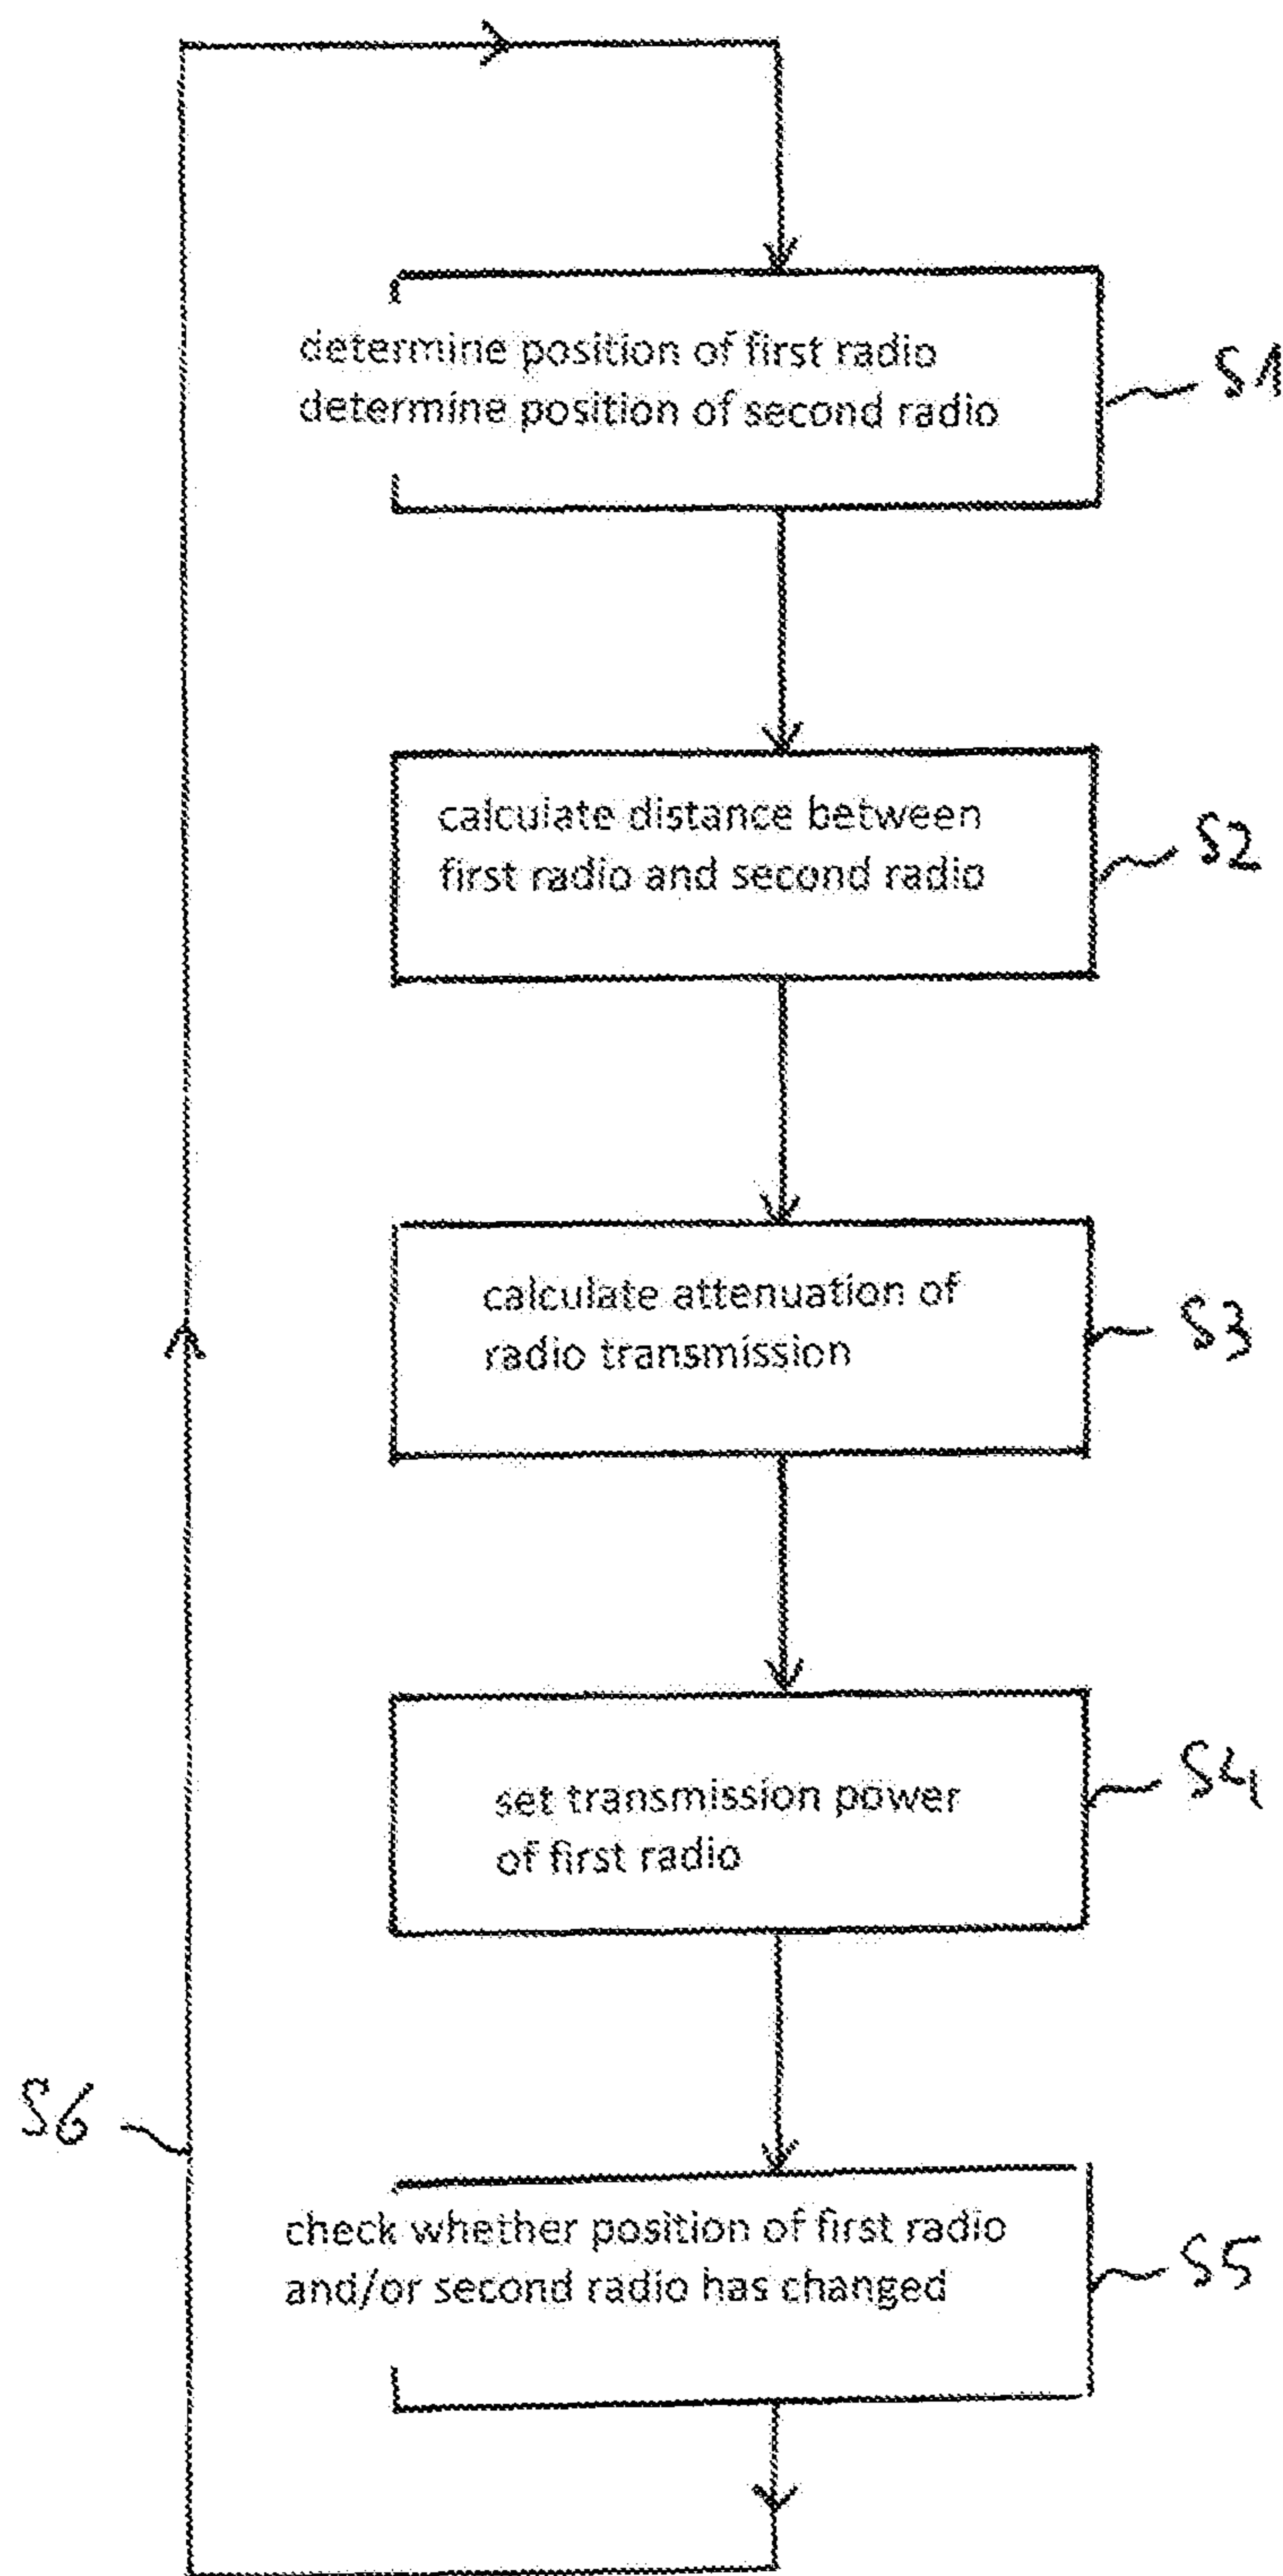 determine position of first radio
determine position of second radio
S1
calculate distance between
first radio and second radio
S2
calculate attenuation of
radio transmission
S3
set transmission power
of first radio
S4
S6
check whether position of first radio
and/or second radio has changed
S5